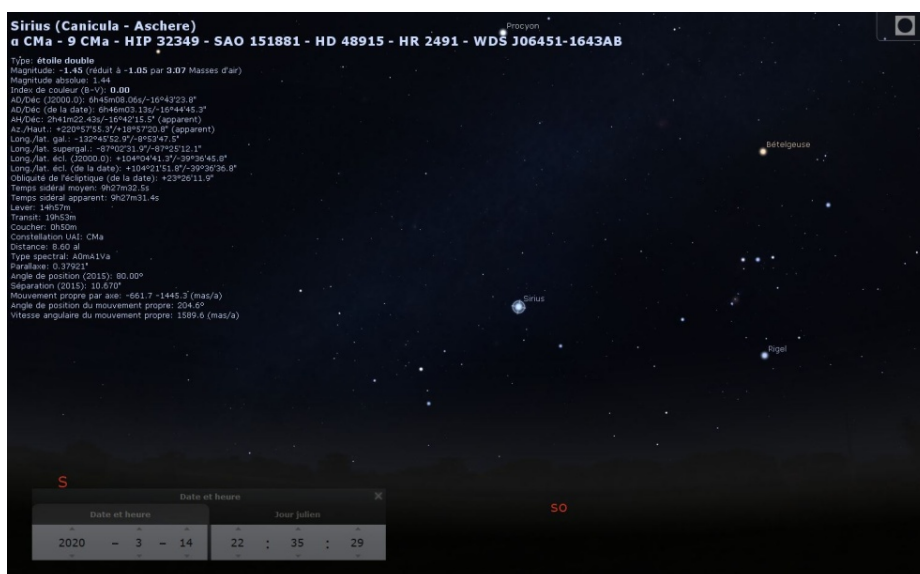 Sirius (Canicula - Aschere)
α CMa - 9 CMa - HIP 32349 - SAO 151881 - HD 48915 - HR 2491 - WDS J06451-1643AB
Type: étoile double
Magnitude: -1.45 (réduit à -1.05 par 3.07 Masses d'air)
Magnitude absolue: 1.44
Index de couleur (B-V): 0.00
AD/Déc (J2000.0): 6h45m08.06s/-16°43'23.8"
AD/Déc (de la date): 6h46m03.13s/-16°44'45.3"
AH/Déc: 2h41m22.43s/-16°42'15.5" (apparent)
Az./Haut.: +220°57'55.3"/+18°57'20.8" (apparent)
Long./lat. gal.: -132°45'52.9"/-8°53'47.5"
Long./lat. supergal.: -87°02'31.9"/-87°25'12.1"
Long./lat. écl. (J2000.0): +104°04'41.3"/-39°36'45.8"
Long./lat. écl. (de la date): +104°21'51.8"/-39°36'36.8"
Obliquité de l'écliptique (de la date): +23°26'11.9"
Temps sidéral moyen: 9h27m32.5s
Temps sidéral apparent: 9h27m31.4s
Lever: 14h57m
Transit: 19h53m
Coucher: 0h50m
Constellation UAI: CMa
Distance: 8.60 al
Type spectral: A0mA1Va
Parallaxe: 0.37921"
Angle de position (2015): 80.00°
Séparation (2015): 10.670"
Mouvement propre par axe: -661.7 -1445.3 (mas/a)
Angle de position du mouvement propre: 204.6°
Vitesse angulaire du mouvement propre: 1589.6 (mas/a)
Procyon
Bételgeuse
Sirius
Rigel
S
SO
Date et heure
Date et heure Jour julien
2020 - 3 - 14 22 : 35 : 29